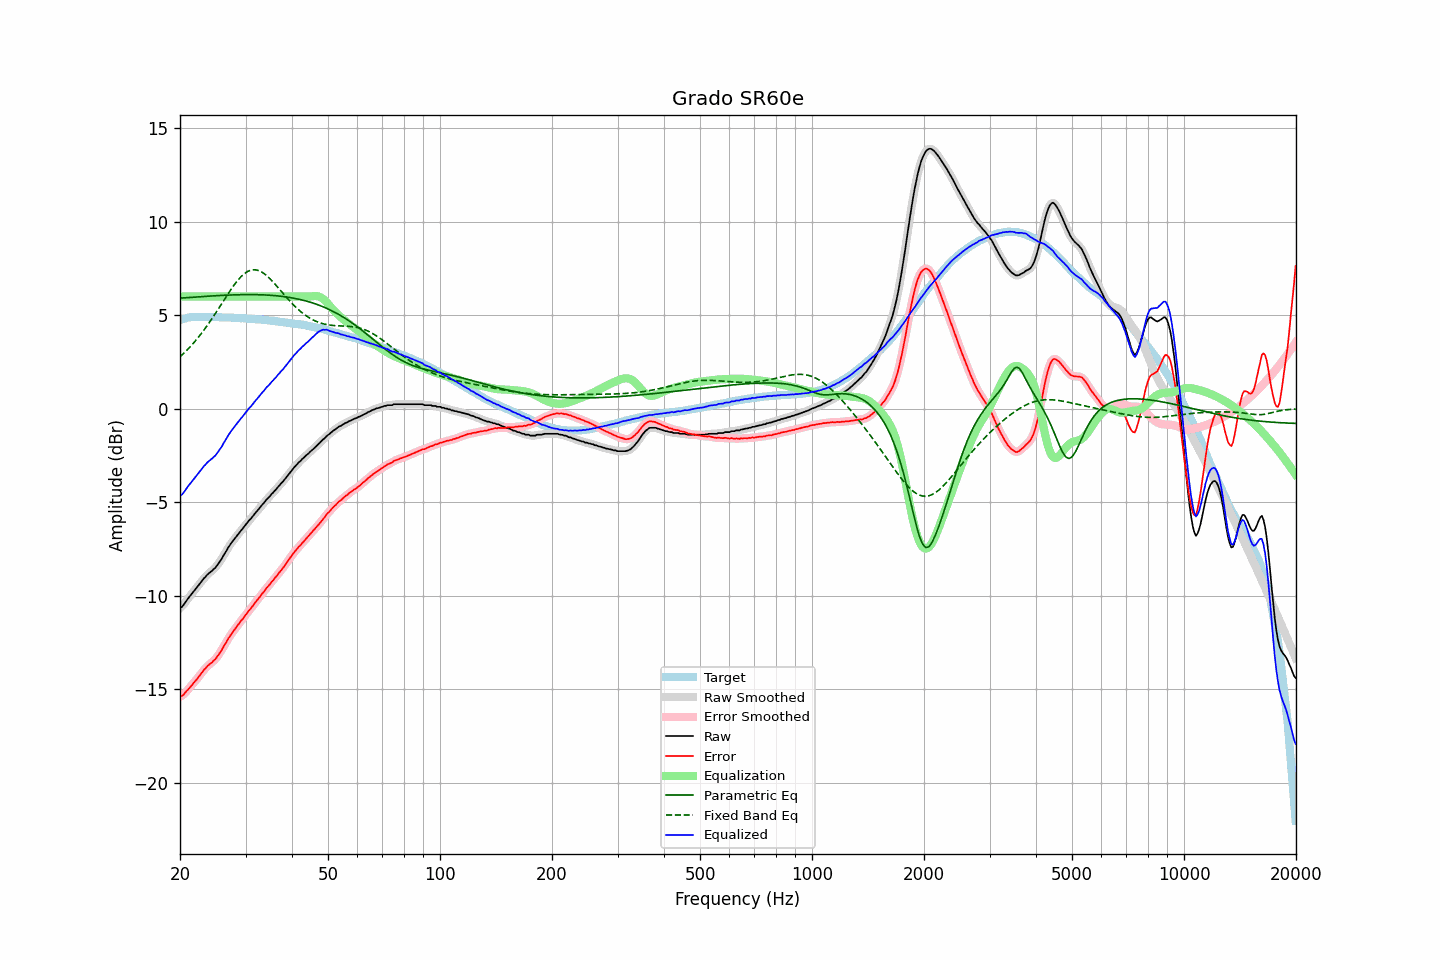 Grado SR60e
15
10
5
0
−5
−10
−15
−20
Amplitude (dBr)
20
50
100
200
500
1000
2000
5000
10000
20000
Frequency (Hz)
Target
Raw Smoothed
Error Smoothed
Raw
Error
Equalization
Parametric Eq
Fixed Band Eq
Equalized